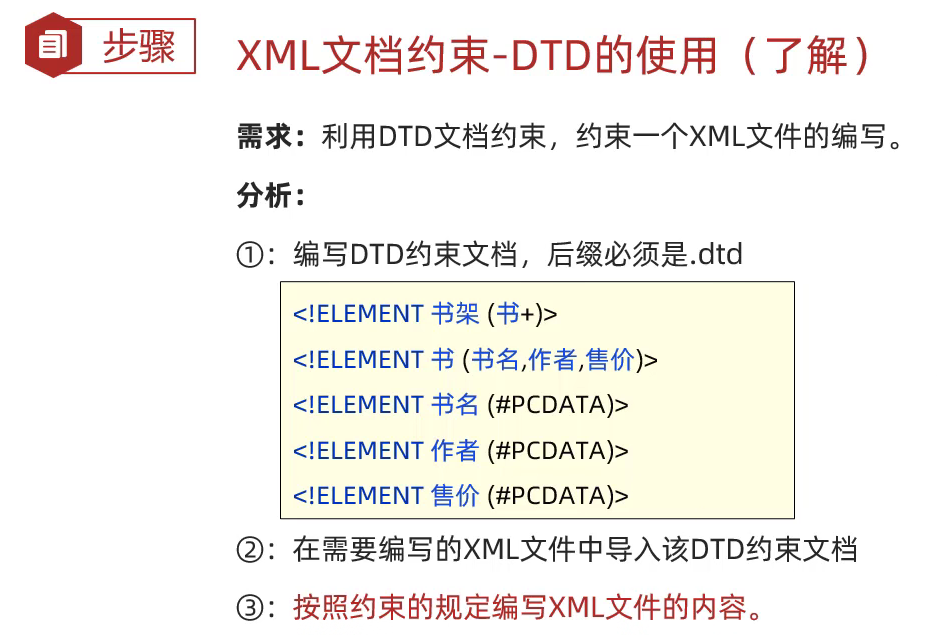 步骤
XML文档约束-DTD的使用（了解）
需求：利用DTD文档约束，约束一个XML文件的编写。
分析：
①：编写DTD约束文档，后缀必须是.dtd
<!ELEMENT 书架 (书+)>
<!ELEMENT 书 (书名,作者,售价)>
<!ELEMENT 书名 (#PCDATA)>
<!ELEMENT 作者 (#PCDATA)>
<!ELEMENT 售价 (#PCDATA)>
②：在需要编写的XML文件中导入该DTD约束文档
③：按照约束的规定编写XML文件的内容。